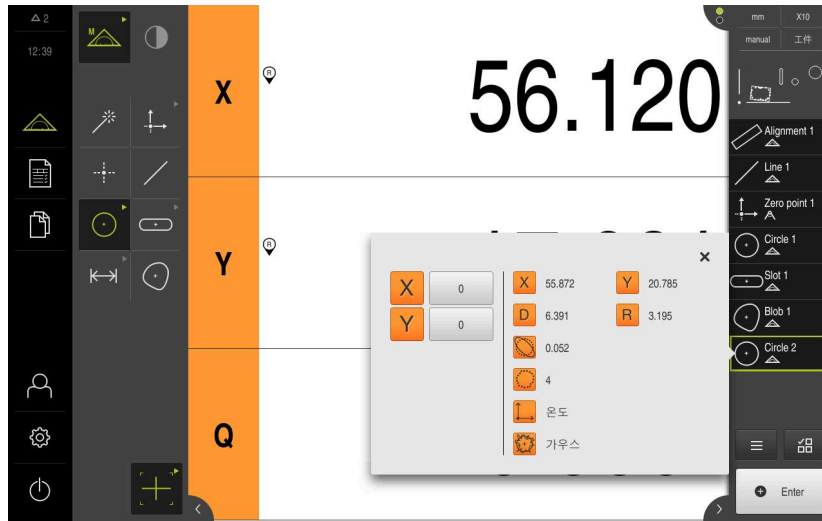 2
12:39
M
X
R
56.120
Y
R
Q
X
0
Y
0
X
55.872
Y
20.785
D
6.391
R
3.195
0.052
4
온도
가우스
mm
X10
manual
工件
Alignment 1
Line 1
Zero point 1
Circle 1
Slot 1
Blob 1
Circle 2
Enter